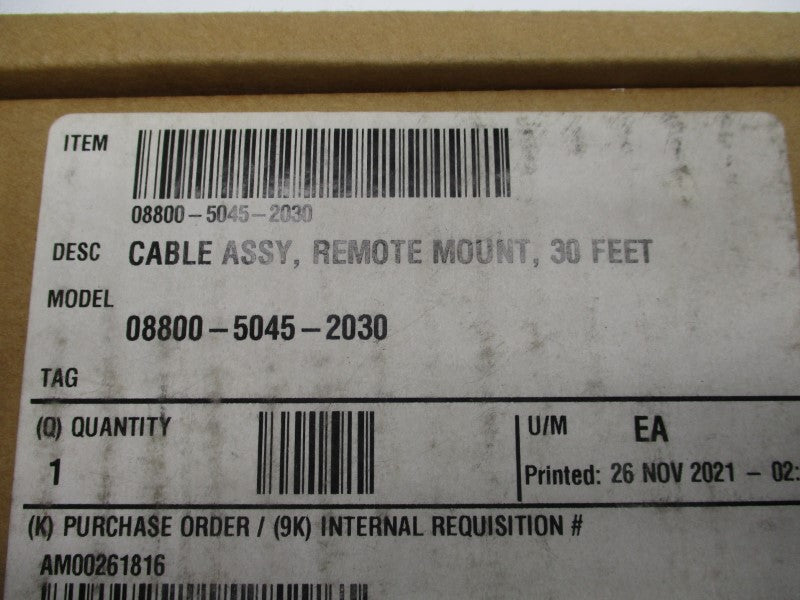 ITEM
08800-5045-2030
DESC CABLE ASSY, REMOTE MOUNT, 30 FEET
MODEL
08800-5045-2030
TAG
(Q) QUANTITY
1
U/M EA
Printed: 26 NOV 2021 - 02:
(K) PURCHASE ORDER / (9K) INTERNAL REQUISITION #
AM00261816